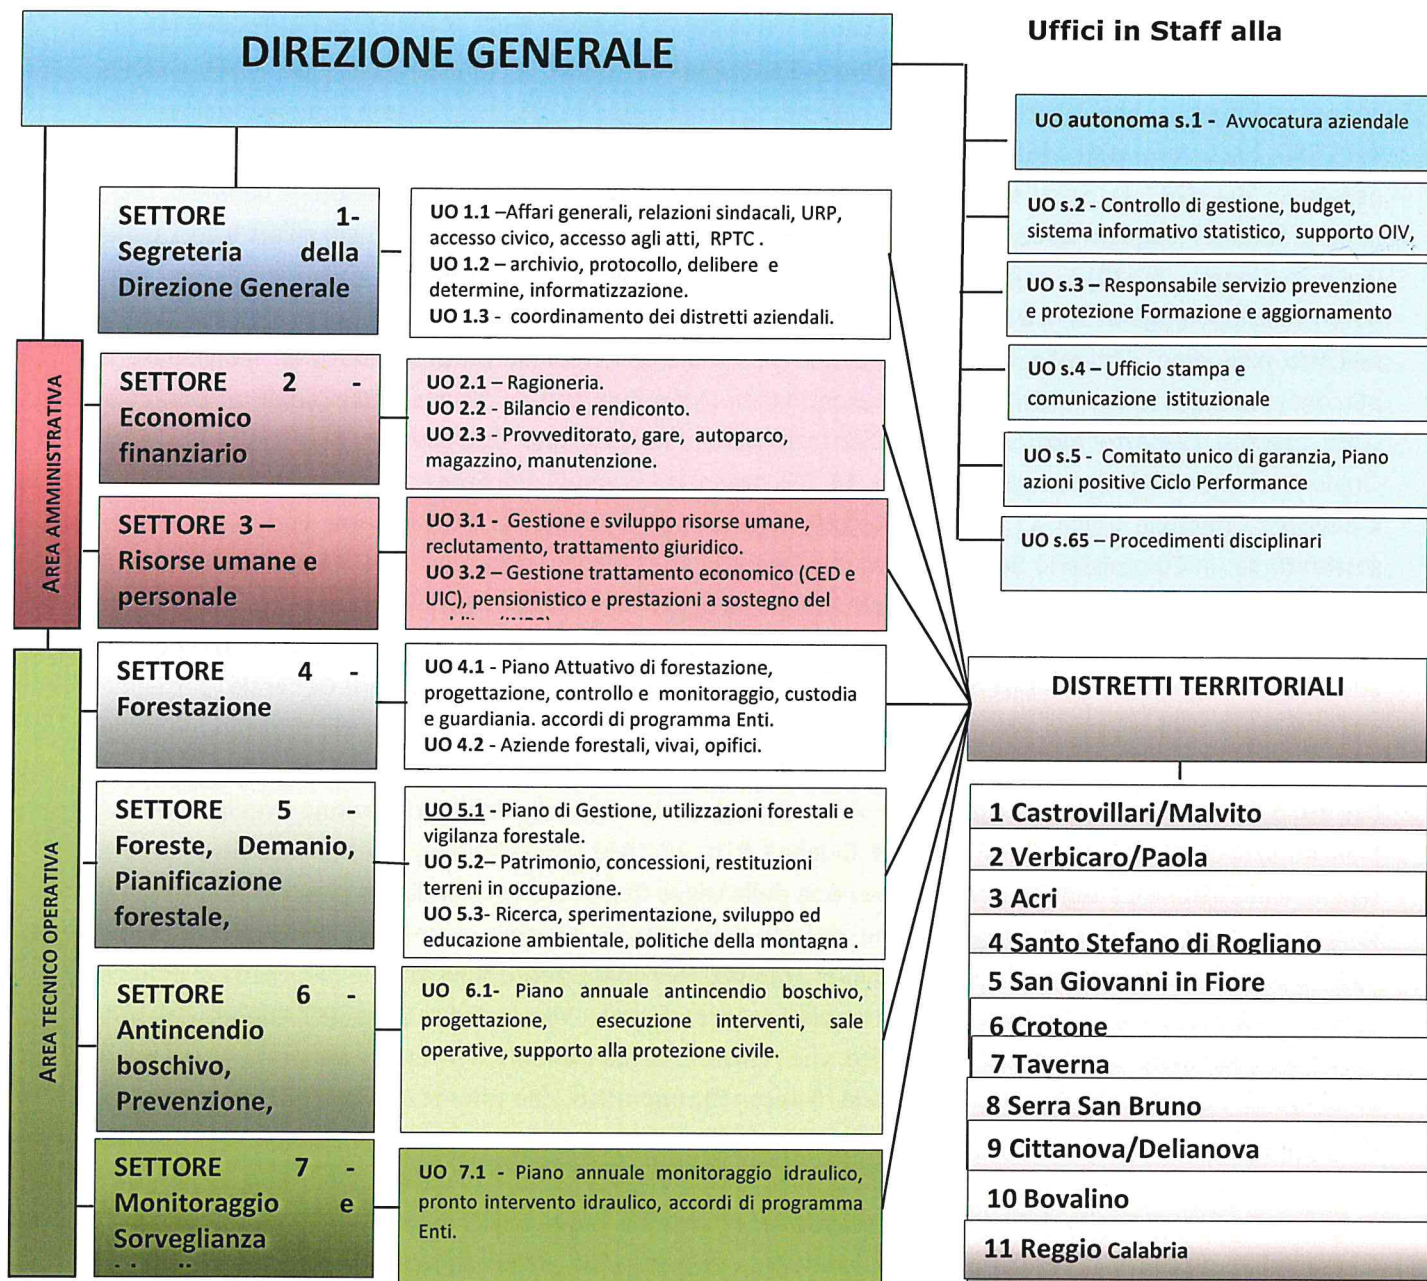 DIREZIONE GENERALE
Uffici in Staff alla
UO autonoma s.1 - Avvocatura aziendale
UO s.2 - Controllo di gestione, budget,
sistema informativo statistico, supporto OIV,
UO s.3 – Responsabile servizio prevenzione
e protezione Formazione e aggiornamento
UO s.4 – Ufficio stampa e
comunicazione istituzionale
UO s.5 - Comitato unico di garanzia, Piano
azioni positive Ciclo Performance
UO s.65 – Procedimenti disciplinari
SETTORE 1-
Segreteria della
Direzione Generale
UO 1.1 –Affari generali, relazioni sindacali, URP,
accesso civico, accesso agli atti, RPTC .
UO 1.2 – archivio, protocollo, delibere e
determine, informatizzazione.
UO 1.3 - coordinamento dei distretti aziendali.
AREA AMMINISTRATIVA
SETTORE 2 -
Economico
finanziario
UO 2.1 – Ragioneria.
UO 2.2 - Bilancio e rendiconto.
UO 2.3 - Provveditorato, gare, autoparco,
magazzino, manutenzione.
SETTORE 3 –
Risorse umane e
personale
UO 3.1 - Gestione e sviluppo risorse umane,
reclutamento, trattamento giuridico.
UO 3.2 – Gestione trattamento economico (CED e
UIC), pensionistico e prestazioni a sostegno del
AREA TECNICO OPERATIVA
SETTORE 4 -
Forestazione
UO 4.1 - Piano Attuativo di forestazione,
progettazione, controllo e monitoraggio, custodia
e guardiania. accordi di programma Enti.
UO 4.2 - Aziende forestali, vivai, opifici.
SETTORE 5
Foreste, Demanio,
Pianificazione
forestale,
UO 5.1 - Piano di Gestione, utilizzazioni forestali e
vigilanza forestale.
UO 5.2– Patrimonio, concessioni, restituzioni
terreni in occupazione.
UO 5.3- Ricerca, sperimentazione, sviluppo ed
educazione ambientale, politiche della montagna
SETTORE 6 -
Antincendio
boschivo,
Prevenzione,
UO 6.1- Piano annuale antincendio boschivo,
progettazione, esecuzione interventi, sale
operative, supporto alla protezione civile.
SETTORE 7 -
Monitoraggio e
Sorveglianza
UO 7.1 - Piano annuale monitoraggio idraulico,
pronto intervento idraulico, accordi di programma
Enti.
DISTRETTI TERRITORIALI
1 Castrovillari/Malvito
2 Verbicaro/Paola
3 Acri
4 Santo Stefano di Rogliano
5 San Giovanni in Fiore
6 Crotone
7 Taverna
8 Serra San Bruno
9 Cittanova/Delianova
10 Bovalino
11 Reggio Calabria